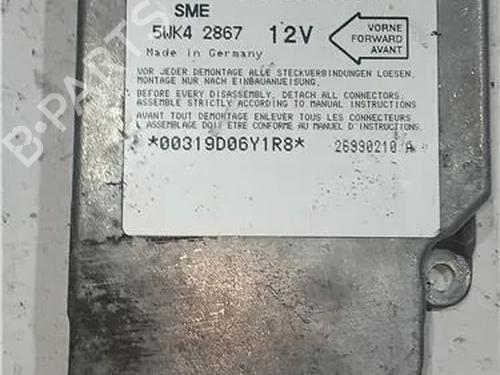 SME
5WK4 2867 12V
Made in Germany
VORNE
FORWARD
AVANT
VOR JEDER DEMONTAGE ALLE STECKVERBINDUNGEN LOESEN,
MONTAGE NUR NACH EINBAUANWEISUNG.
BEFORE EVERY DISASSEMBLY, DETACH ALL CONNECTORS.
ASSEMBLE STRICTLY ACCORDING TO MANUAL INSTRUCTIONS
AVANT TOUT DEMONTAGE ENLEVER TOUS LES CONNECTEURS
L'ASSEMBLAGE DOIT ETRE CONFORME AU MANUEL D'INSTRUCTIONS.
*00319D06Y1R8* 26990210 A
B-PARTS